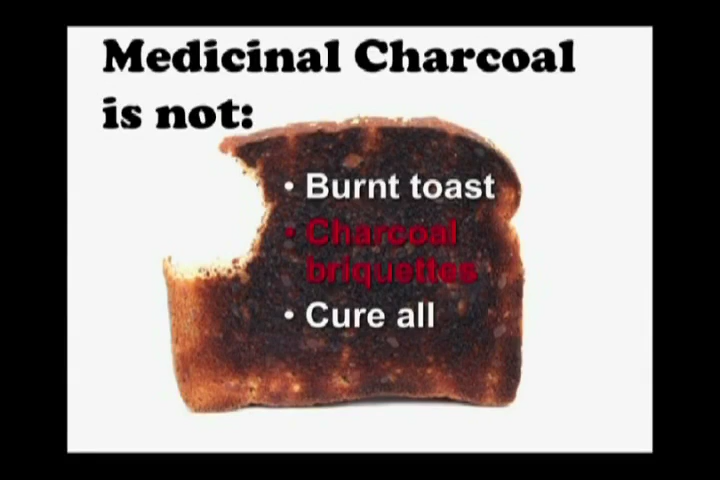 Medicinal Charcoal
is not:
• Burnt toast
• Charcoal
briquettes
• Cure all